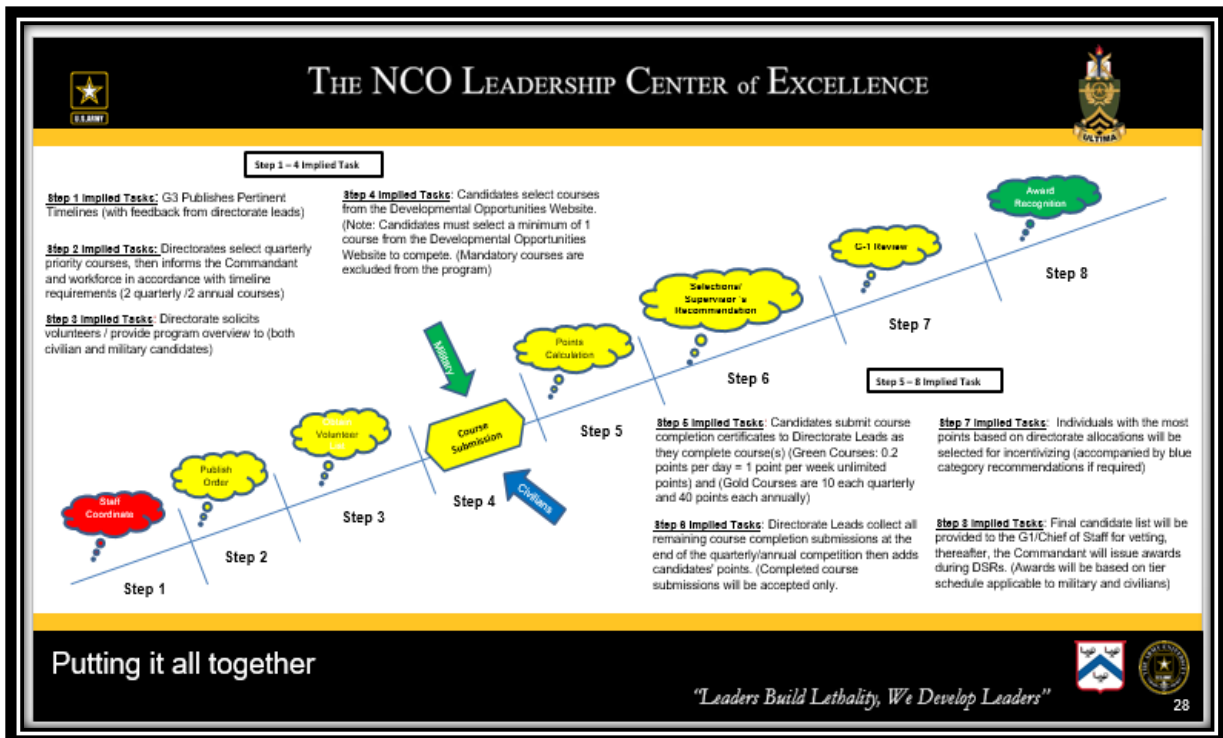 THE NCO LEADERSHIP CENTER of EXCELLENCE
U.S.ARMY
ULTIMA
Step 1 – 4 Implied Task
Step 1 Implied Tasks: G3 Publishes Pertinent
Timelines (with feedback from directorate leads)
Step 2 Implied Tasks: Directorates select quarterly
priority courses, then informs the Commandant
and workforce in accordance with timeline
requirements (2 quarterly /2 annual courses)
Step 3 Implied Tasks: Directorate solicits
volunteers / provide program overview to (both
civilian and military candidates)
Step 4 Implied Tasks: Candidates select courses
from the Developmental Opportunities Website.
(Note: Candidates must select a minimum of 1
course from the Developmental Opportunities
Website to compete. (Mandatory courses are
excluded from the program)
Staff
Coordinate
Step 1
Publish
Order
Step 2
Obtain
Volunteer
List
Step 3
Military
Course
Submission
Civilians
Step 4
Points
Calculation
Step 5
Selections/
Supervisor's
Recommendation
Step 6
G-1 Review
Step 7
Award
Recognition
Step 8
Step 5 – 8 Implied Task
Step 5 Implied Tasks: Candidates submit course
completion certificates to Directorate Leads as
they complete course(s) (Green Courses: 0.2
points per day = 1 point per week unlimited
points) and (Gold Courses are 10 each quarterly
and 40 points each annually)
Step 6 Implied Tasks: Directorate Leads collect all
remaining course completion submissions at the
end of the quarterly/annual competition then adds
candidates' points. (Completed course
submissions will be accepted only.
Step 7 Implied Tasks: Individuals with the most
points based on directorate allocations will be
selected for incentivizing (accompanied by blue
category recommendations if required)
Step 8 Implied Tasks: Final candidate list will be
provided to the G1/Chief of Staff for vetting,
thereafter, the Commandant will issue awards
during DSRs. (Awards will be based on tier
schedule applicable to military and civilians)
Putting it all together
"Leaders Build Lethality, We Develop Leaders"
28